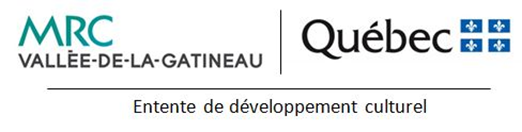 MRC
VALLÉE-DE-LA-GATINEAU
Québec
Entente de développement culturel